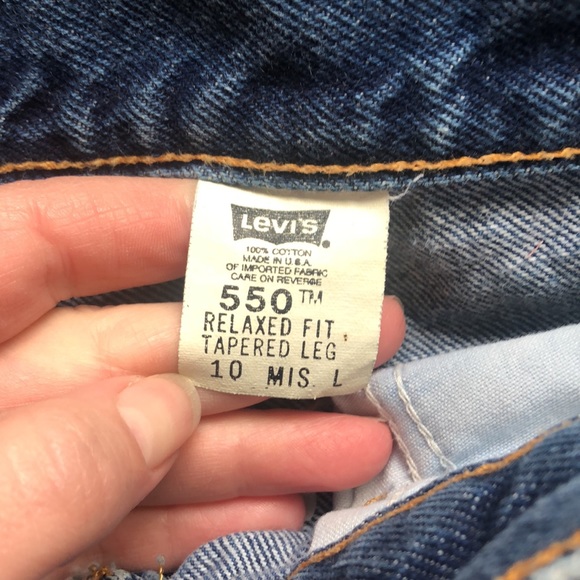 Levi's®
100% COTTON
MADE IN U.S.A.
OF IMPORTED FABRIC
CARE ON REVERSE
550™
RELAXED FIT
TAPERED LEG
10 MIS L